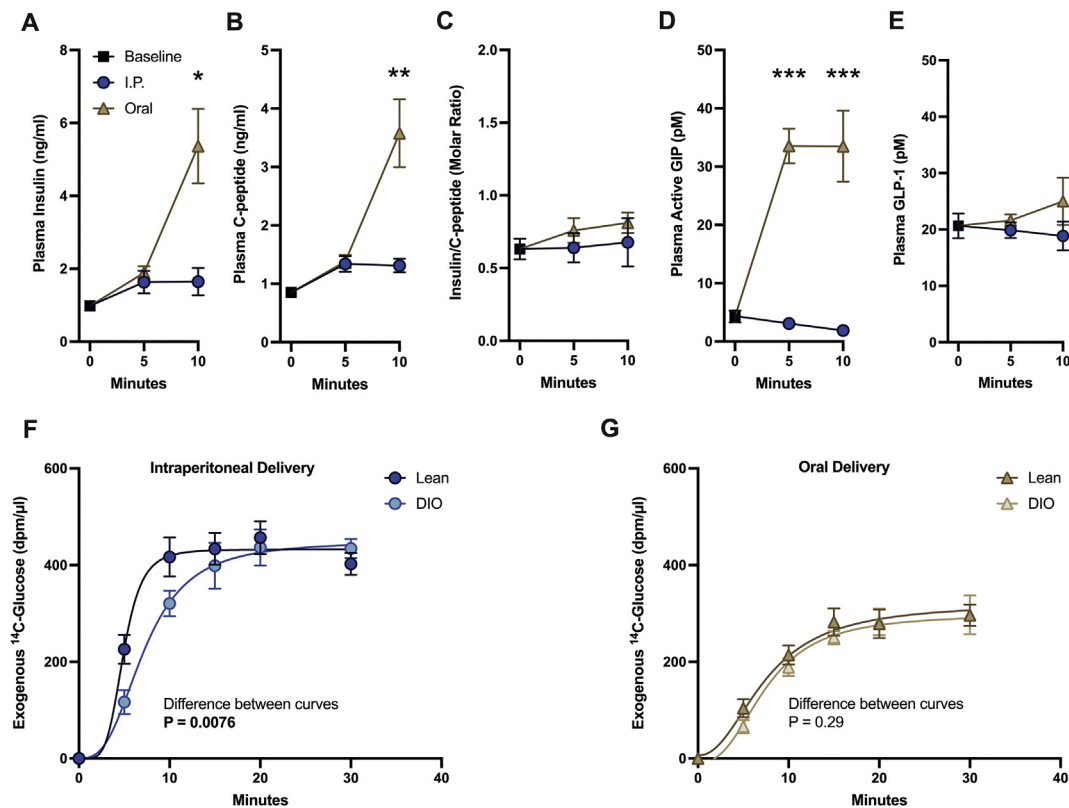 A
B
C
D
E
Baseline
I.P.
Oral
*
**
***
***
Plasma Insulin (ng/ml)
8
6
4
2
0
0
5
10
Minutes
Plasma C-peptide (ng/ml)
5
4
3
2
1
0
0
5
10
Minutes
Insulin/C-peptide (Molar Ratio)
2.0
1.5
1.0
0.5
0.0
0
5
10
Minutes
Plasma Active GIP (pM)
50
40
30
20
10
0
0
5
10
Minutes
Plasma GLP-1 (pM)
50
40
30
20
10
0
0
5
10
Minutes
F
Intraperitoneal Delivery
Lean
DIO
Exogenous ¹⁴C-Glucose (dpm/µl)
600
400
200
0
Difference between curves
P = 0.0076
0
10
20
30
40
Minutes
G
Oral Delivery
Lean
DIO
Exogenous ¹⁴C-Glucose (dpm/µl)
600
400
200
0
Difference between curves
P = 0.29
0
10
20
30
40
Minutes